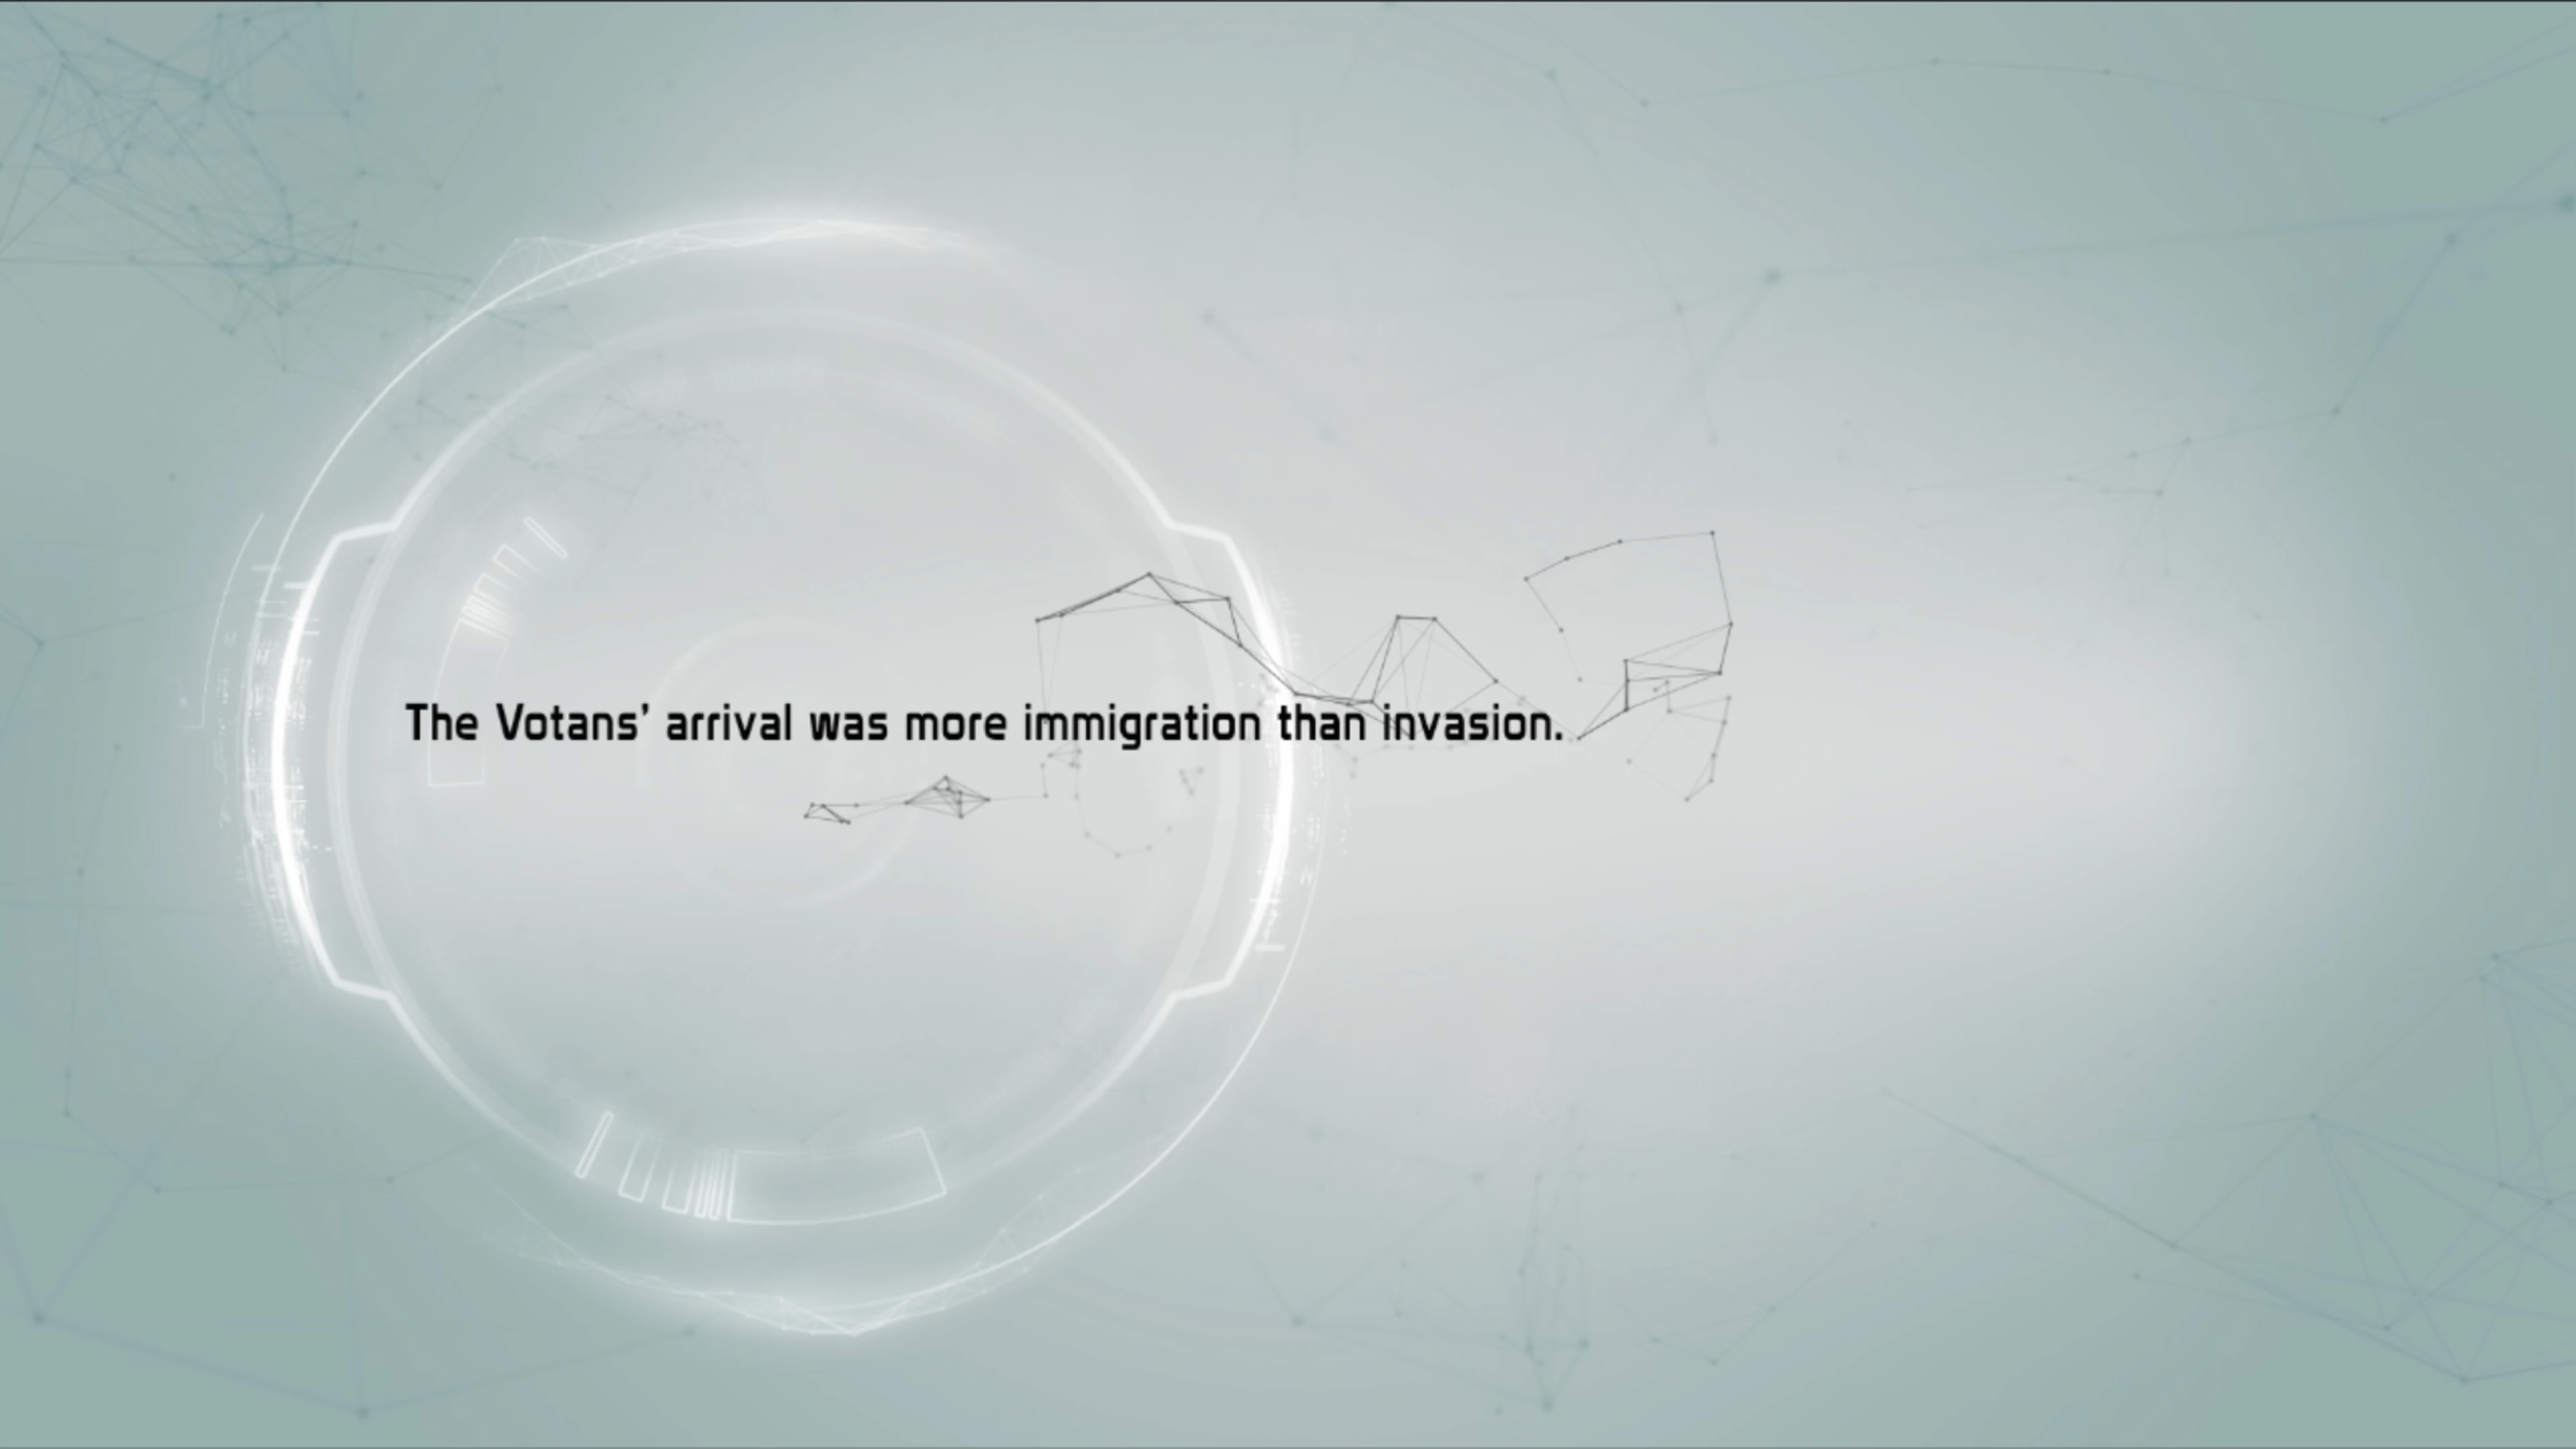 The Votans’ arrival was more immigration than invasion.